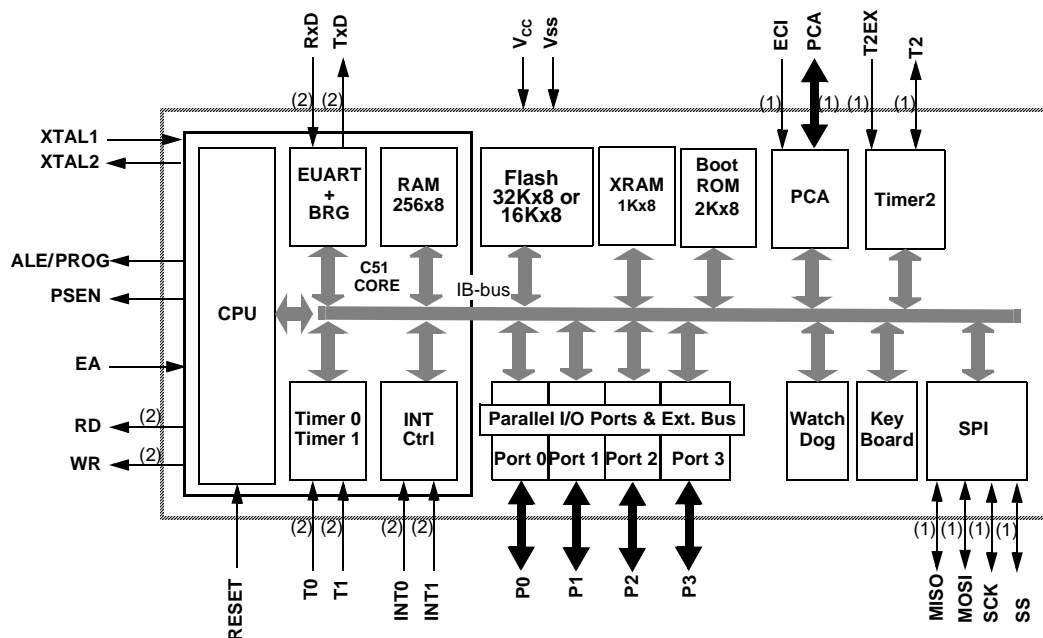 RxD
TxD
VCC
Vss
ECI
PCA
T2EX
T2
(2)
(2)
(1)
(1)
(1)
(1)
XTAL1
XTAL2
ALE/PROG
PSEN
EA
RD
(2)
WR
(2)
CPU
EUART
+
BRG
RAM
256x8
C51
CORE
IB-bus
Flash
32Kx8 or
16Kx8
XRAM
1Kx8
Boot
ROM
2Kx8
PCA
Timer2
Timer 0
Timer 1
INT
Ctrl
Parallel I/O Ports & Ext. Bus
Port 0
Port 1
Port 2
Port 3
Watch
Dog
Key
Board
SPI
(2)
(2)
(2)
(2)
(1)
(1)
(1)
(1)
RESET
T0
T1
INT0
INT1
P0
P1
P2
P3
MISO
MOSI
SCK
SS